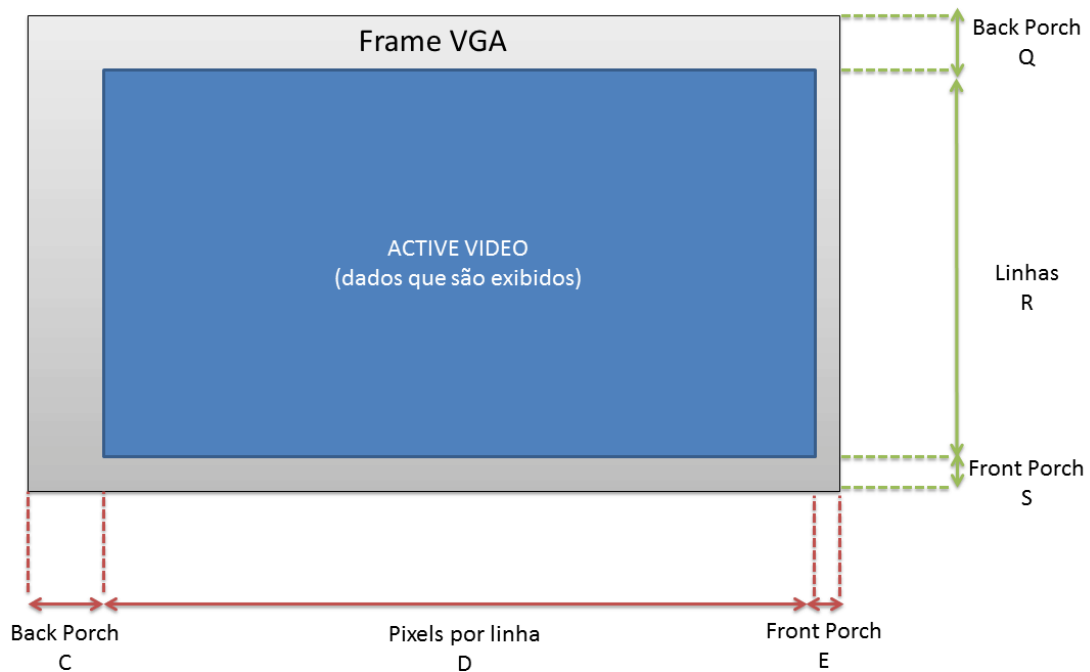 Frame VGA
Back Porch
Q
ACTIVE VIDEO
(dados que são exibidos)
Linhas
R
Front Porch
S
Back Porch
C
Pixels por linha
D
Front Porch
E